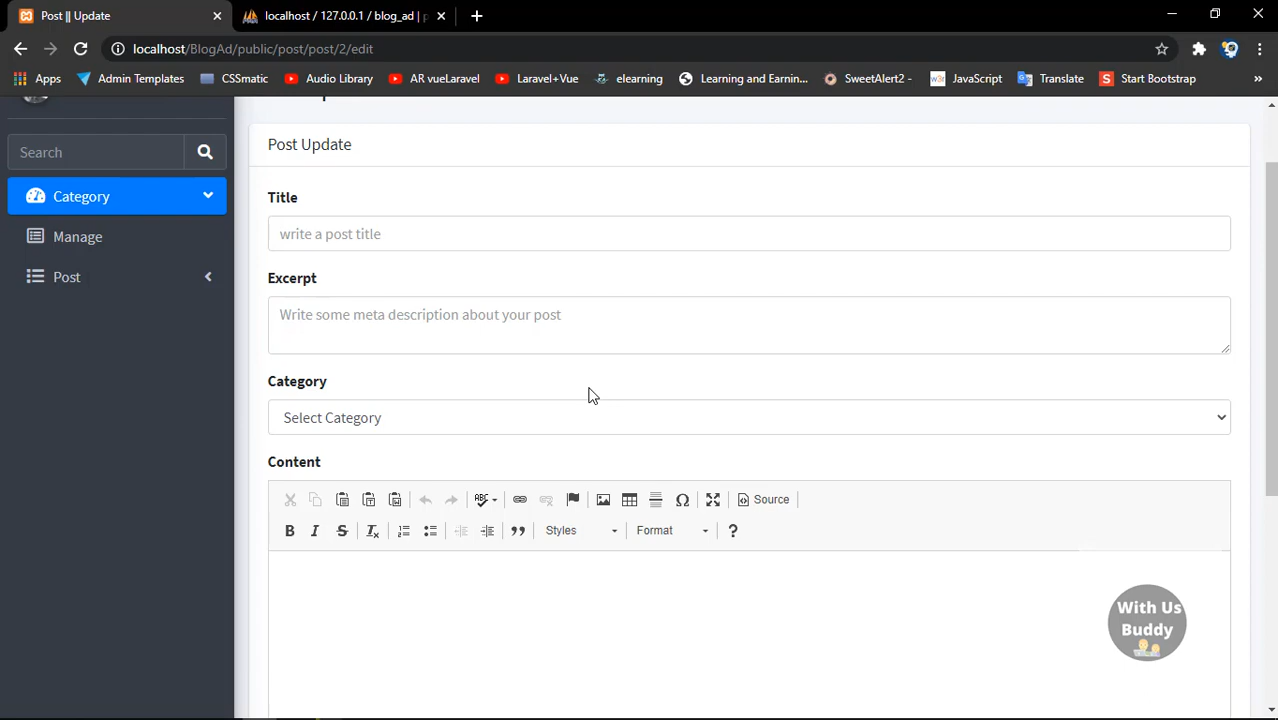 Post || Update
localhost / 127.0.0.1 / blog_ad | p
localhost/BlogAd/public/post/post/2/edit
Apps Admin Templates CSSmatic Audio Library AR vueLaravel Laravel+Vue elearning Learning and Earnin... SweetAlert2 - JavaScript Translate Start Bootstrap »
Post Update
Search
Category
Manage
Post
Title
write a post title
Excerpt
Write some meta description about your post
Category
Select Category
Content
ABC Source
B I S Ix Styles Format ?
With Us
Buddy